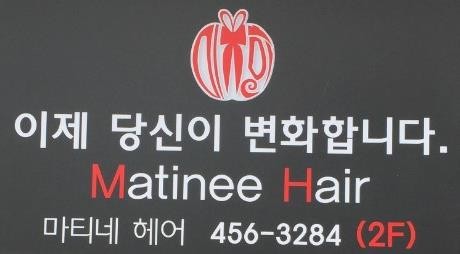 이제 당신이 변화합니다.
Matinee Hair
마티네 헤어 456-3284 (2F)